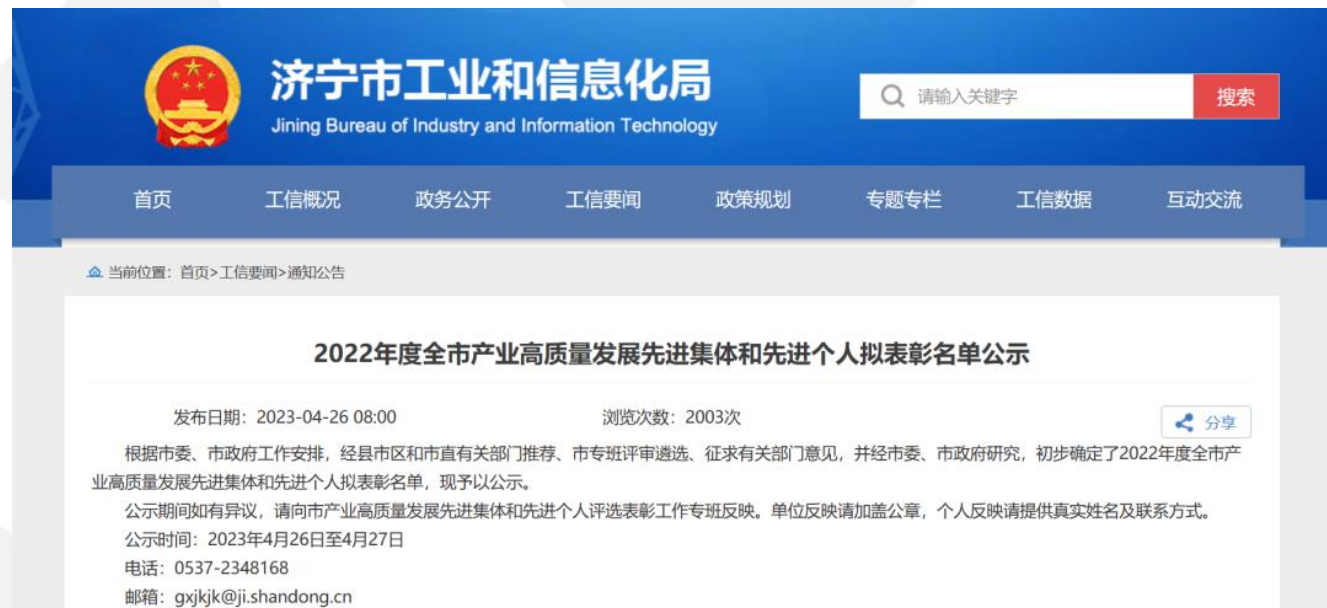 济宁市工业和信息化局
Jining Bureau of Industry and Information Technology
请输入关键字
搜索
首页 工信概况 政务公开 工信要闻 政策规划 专题专栏 工信数据 互动交流
当前位置：首页>工信要闻>通知公告
2022年度全市产业高质量发展先进集体和先进个人拟表彰名单公示
发布日期：2023-04-26 08:00 浏览次数：2003次 分享
根据市委、市政府工作安排，经县市区和市直有关部门推荐、市专班评审遴选、征求有关部门意见，并经市委、市政府研究，初步确定了2022年度全市产
业高质量发展先进集体和先进个人拟表彰名单，现予以公示。
公示期间如有异议，请向市产业高质量发展先进集体和先进个人评选表彰工作专班反映。单位反映请加盖公章，个人反映请提供真实姓名及联系方式。
公示时间：2023年4月26日至4月27日
电话：0537-2348168
邮箱：gxjkjk@ji.shandong.cn